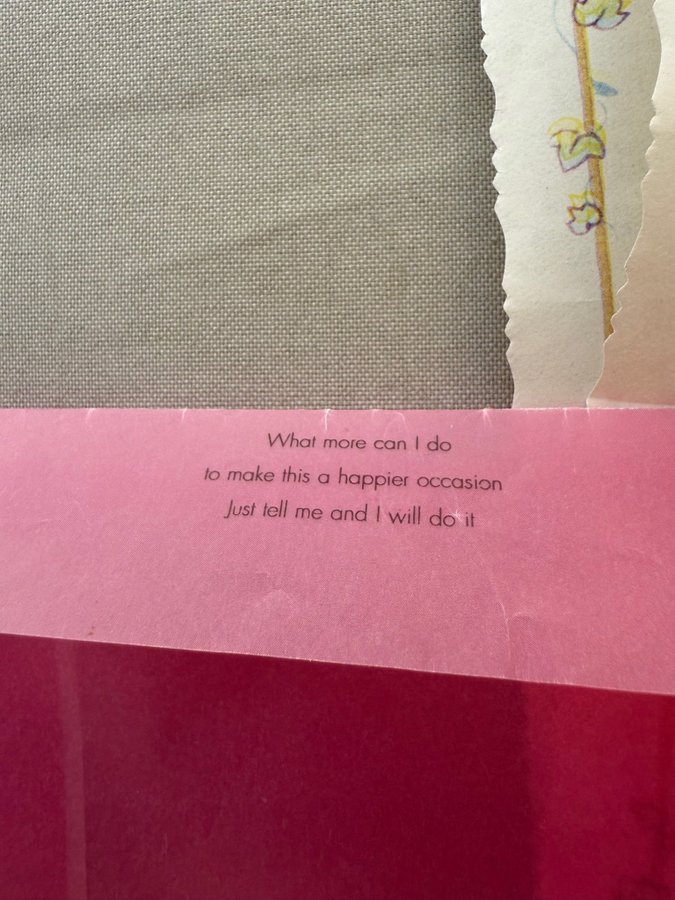 What more can I do
to make this a happier occasion
Just tell me and I will do it